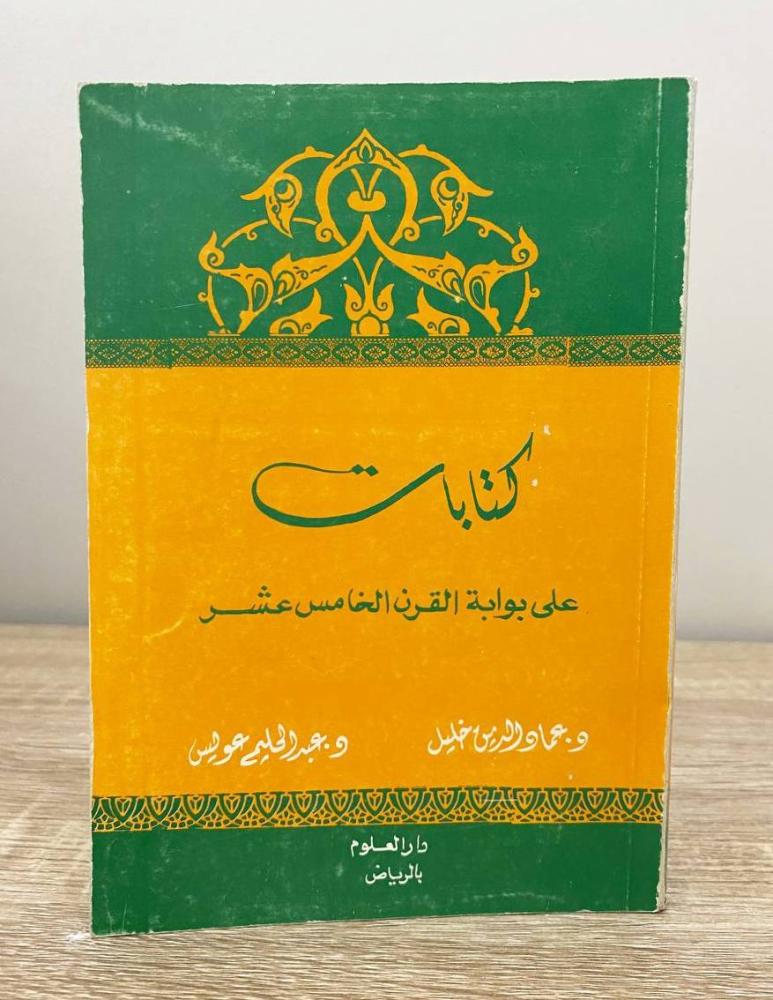 كتابات
على بوابة القرن الخامس عشر
د. عماد الدين خليل د. عبد الحليم عويس
دار العلوم
بالرياض